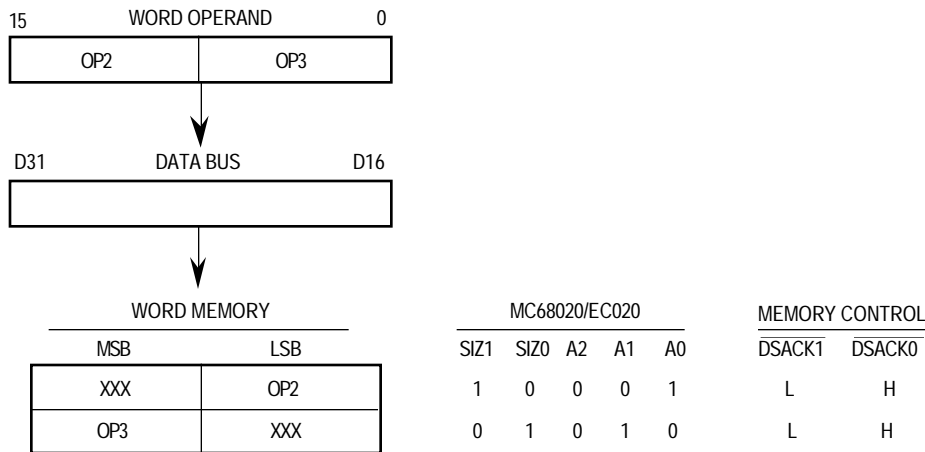 15 WORD OPERAND 0
OP2 OP3
D31 DATA BUS D16
WORD MEMORY MC68020/EC020 MEMORY CONTROL
MSB LSB SIZ1 SIZ0 A2 A1 A0 DSACK1 DSACK0
XXX OP2 1 0 0 0 1 L H
OP3 XXX 0 1 0 1 0 L H